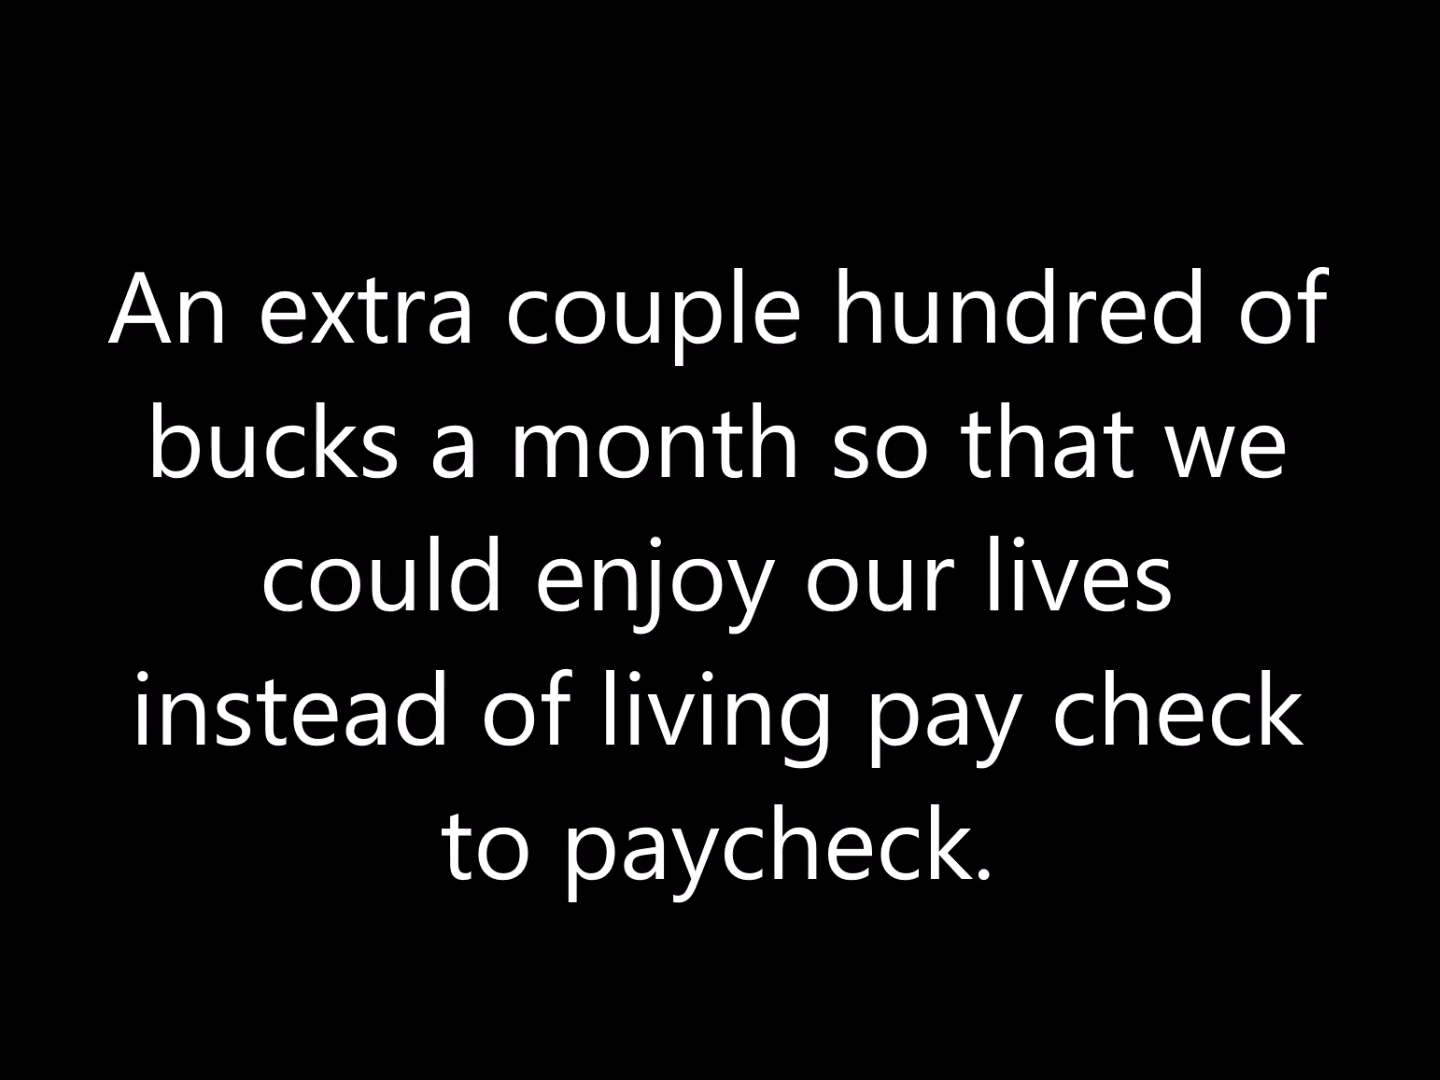 An extra couple hundred of
bucks a month so that we
could enjoy our lives
instead of living pay check
to paycheck.